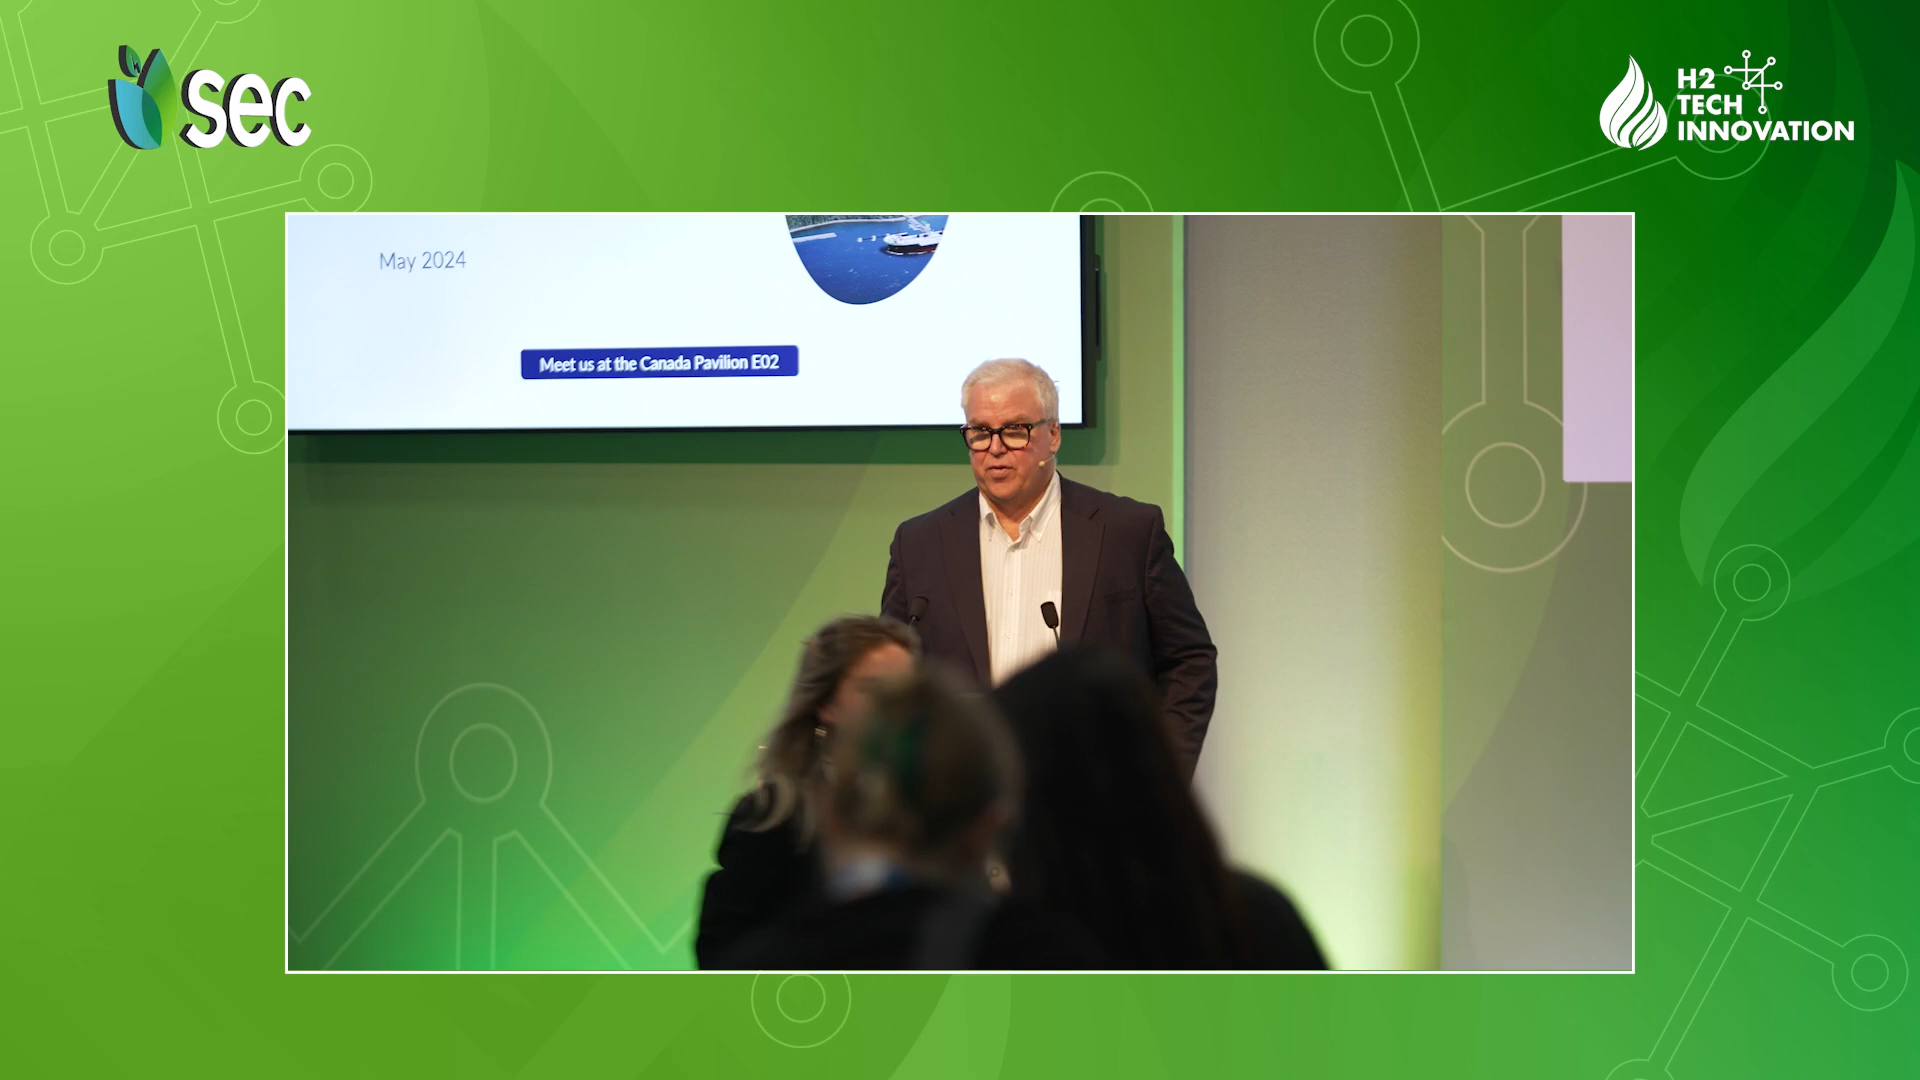 sec
H2
TECH
INNOVATION
May 2024
Meet us at the Canada Pavilion E02